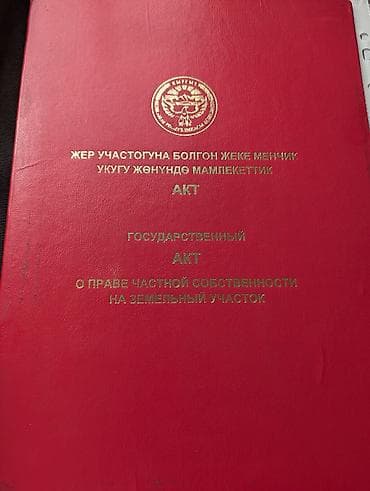 ЖЕР УЧАСТОГУНА БОЛГОН ЖЕКЕ МЕНЧИК
УКУГУ ЖӨНҮНДӨ МАМЛЕКЕТТИК
АКТ
ГОСУДАРСТВЕННЫЙ
АКТ
О ПРАВЕ ЧАСТНОЙ СОБСТВЕННОСТИ
НА ЗЕМЕЛЬНЫЙ УЧАСТОК